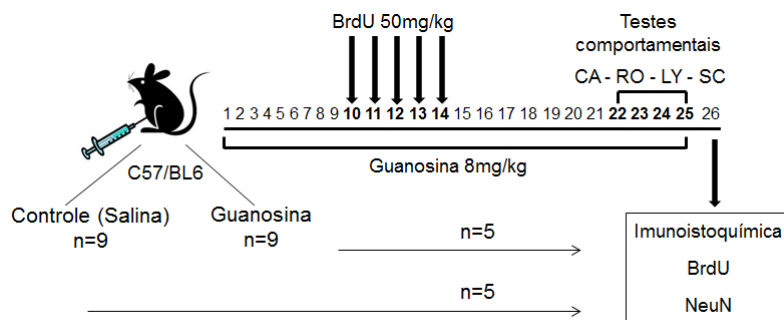 BrdU 50mg/kg
Testes
comportamentais
CA - RO - LY - SC
1 2 3 4 5 6 7 8 9 10 11 12 13 14 15 16 17 18 19 20 21 22 23 24 25 26
Guanosina 8mg/kg
C57/BL6
Controle (Salina)
n=9
Guanosina
n=9
n=5
n=5
Imunoistoquímica
BrdU
NeuN